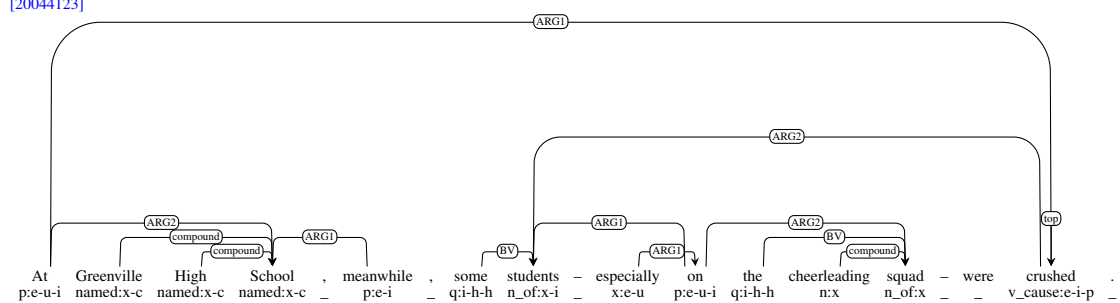 [20044123]
ARG1
ARG2
top
ARG2 ARG1 ARG2
compound ARG1 BV
compound BV ARG1 compound
At Greenville High School , meanwhile , some students – especially on the cheerleading squad – were crushed .
p:e-u-i named:x-c named:x-c named:x-c _ p:e-i _ q:i-h-h n_of:x-i _ x:e-u p:e-u-i q:i-h-h n:x n_of:x _ _ v_cause:e-i-p _